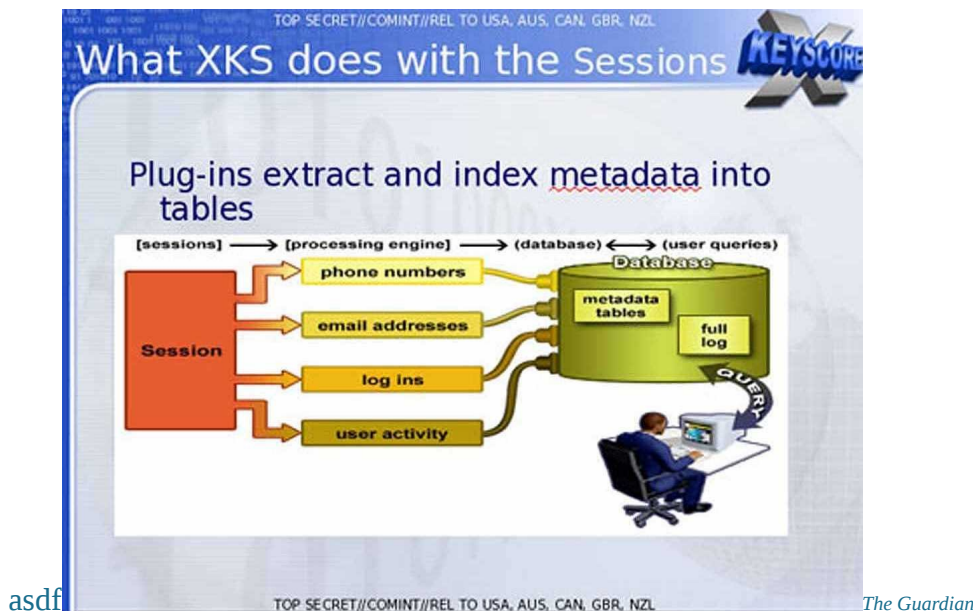 TOP SECRET//COMINT//REL TO USA, AUS, CAN, GBR, NZL
What XKS does with the Sessions
X KEYSCORE
Plug-ins extract and index metadata into
tables
[sessions] → [processing engine] → (database) ↔ (user queries)
Database
phone numbers
metadata
tables
email addresses
full
log
Session
log ins
QUERY
user activity
asdf
TOP SECRET//COMINT//REL TO USA, AUS, CAN, GBR, NZL
The Guardian